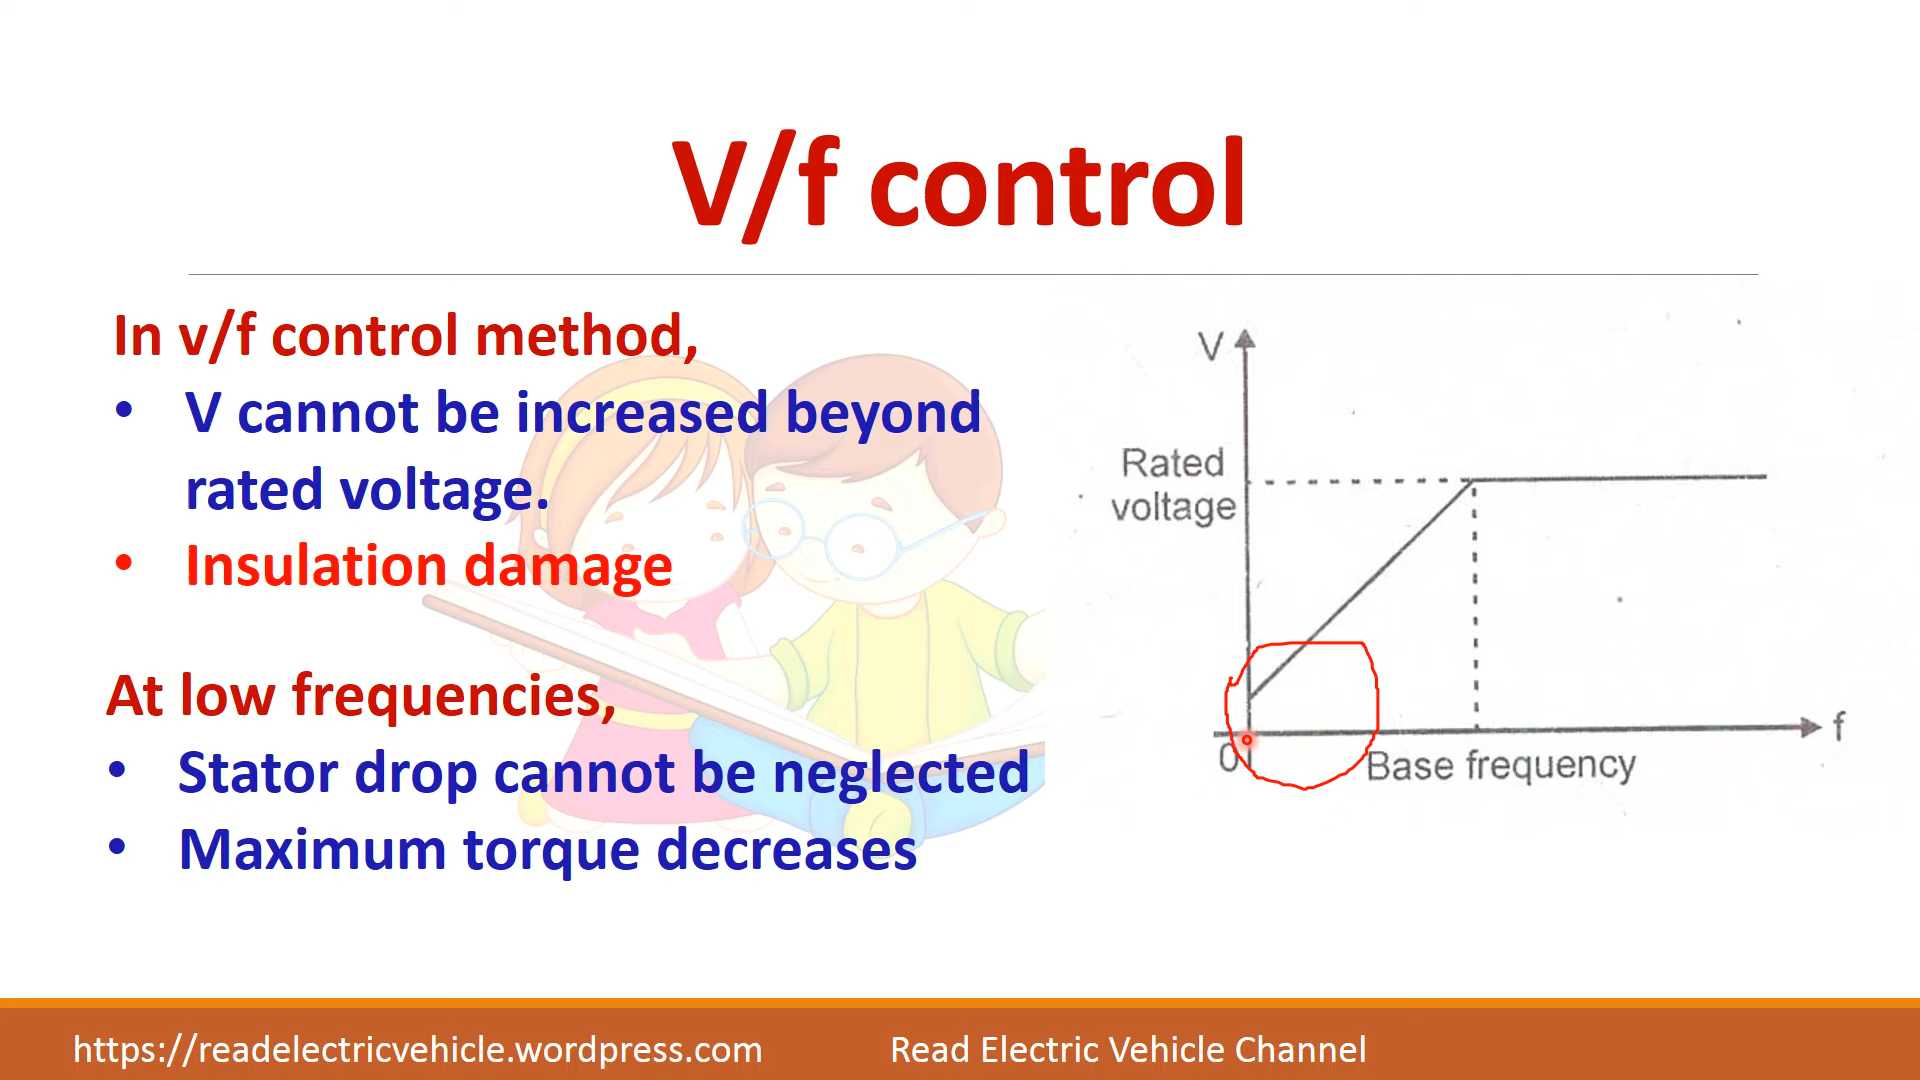 V/f control
In v/f control method,
• V cannot be increased beyond
rated voltage.
• Insulation damage
At low frequencies,
• Stator drop cannot be neglected
• Maximum torque decreases
V
Rated
voltage
0
f
Base frequency
https://readelectricvehicle.wordpress.com
Read Electric Vehicle Channel